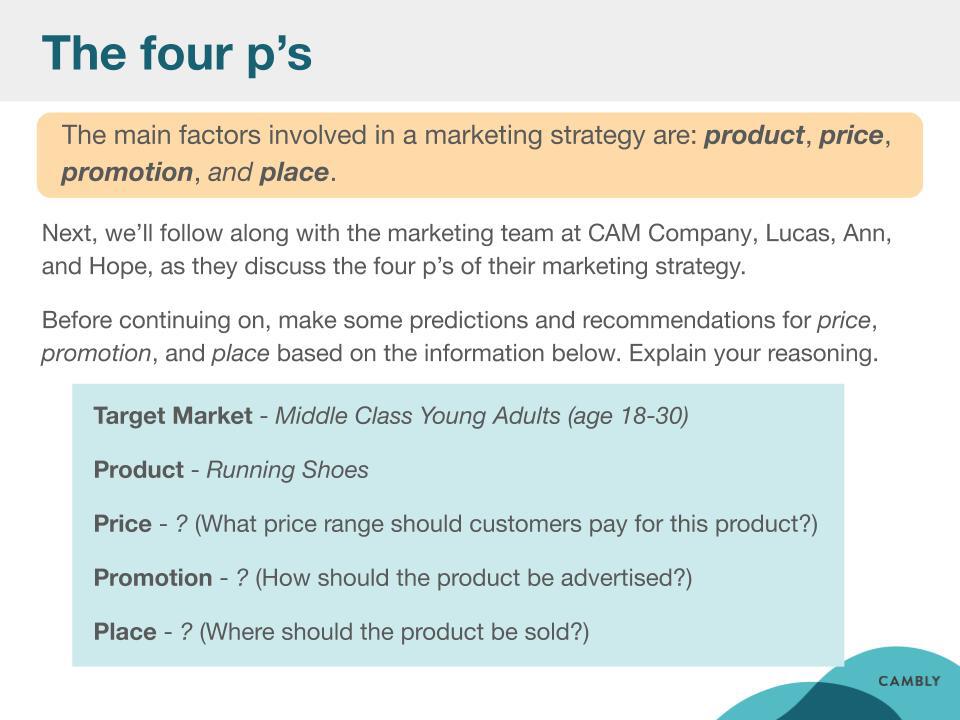 The four p’s
The main factors involved in a marketing strategy are: product, price,
promotion, and place.
Next, we’ll follow along with the marketing team at CAM Company, Lucas, Ann,
and Hope, as they discuss the four p’s of their marketing strategy.
Before continuing on, make some predictions and recommendations for price,
promotion, and place based on the information below. Explain your reasoning.
Target Market - Middle Class Young Adults (age 18-30)
Product - Running Shoes
Price - ? (What price range should customers pay for this product?)
Promotion - ? (How should the product be advertised?)
Place - ? (Where should the product be sold?)
CAMBLY